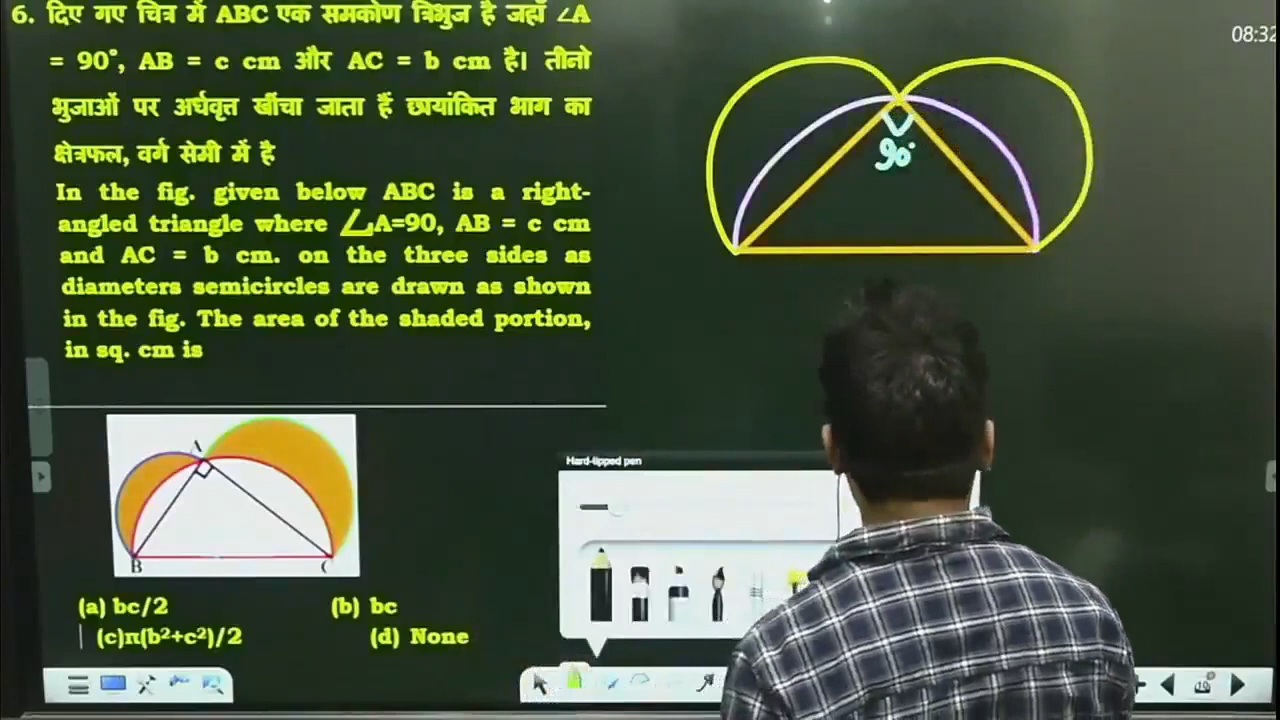 6. दिए गए चित्र में ABC एक समकोण त्रिभुज है जहाँ ∠A
= 90°, AB = c cm और AC = b cm है। तीनो
भुजाओं पर अर्धवृत्त खींचा जाता हैं छायांकित भाग का
क्षेत्रफल, वर्ग सेमी में है
In the fig. given below ABC is a right-
angled triangle where ∠A=90, AB = c cm
and AC = b cm. on the three sides as
diameters semicircles are drawn as shown
in the fig. The area of the shaded portion,
in sq. cm is
A
B C
(a) bc/2 (b) bc
(c)π(b²+c²)/2 (d) None
90°
Hard-tipped pen
08:32